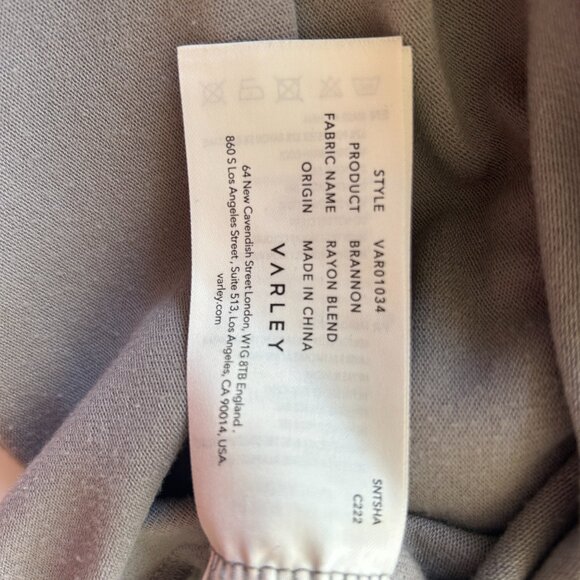 STYLE VAR01034
PRODUCT BRANNON
FABRIC NAME RAYON BLEND
ORIGIN MADE IN CHINA
VARLEY
64 New Cavendish Street London, W1G 8TB England .
860 S Los Angeles Street, Suite 513, Los Angeles, CA 90014, USA.
varley.com
SNTSHA
C222